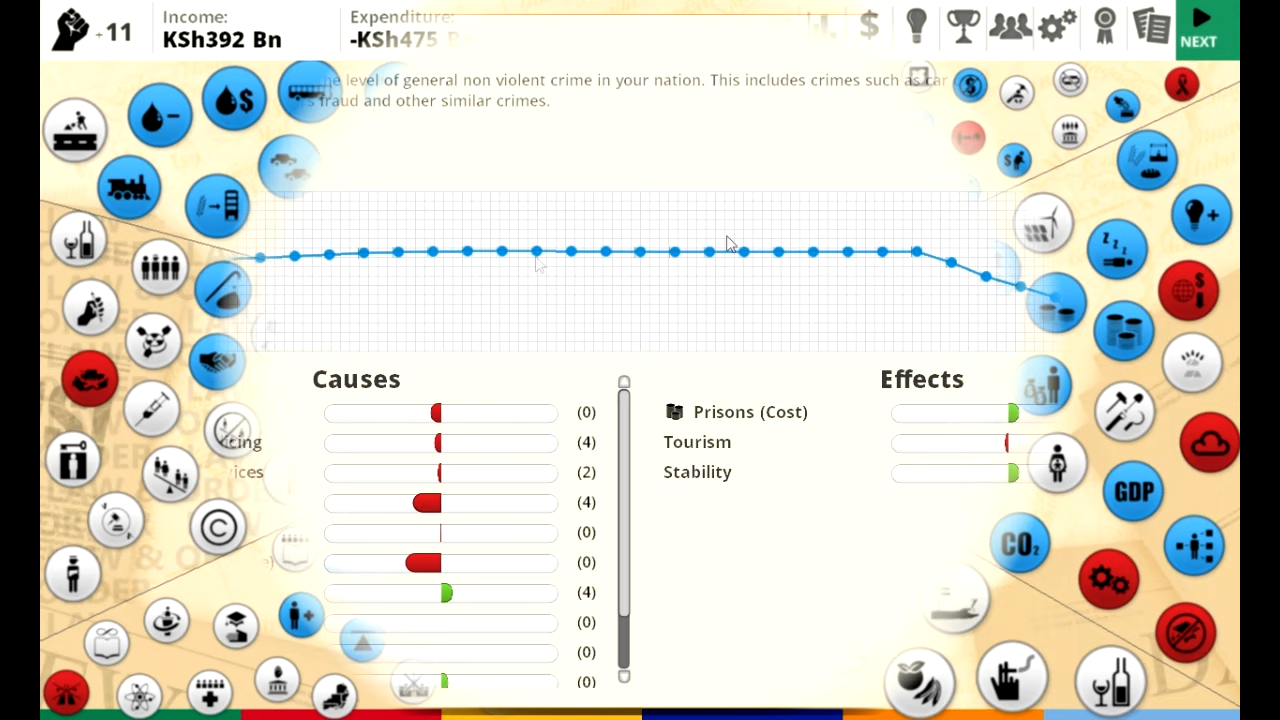 +11
Income:
KSh392 Bn
Expenditure:
-KSh475
NEXT
level of general non violent crime in your nation. This includes crimes such as car
fraud and other similar crimes.
Causes
(0)
(4)
(2)
(4)
(0)
(0)
(4)
(0)
(0)
(0)
Effects
Prisons (Cost)
Tourism
Stability
GDP
CO₂